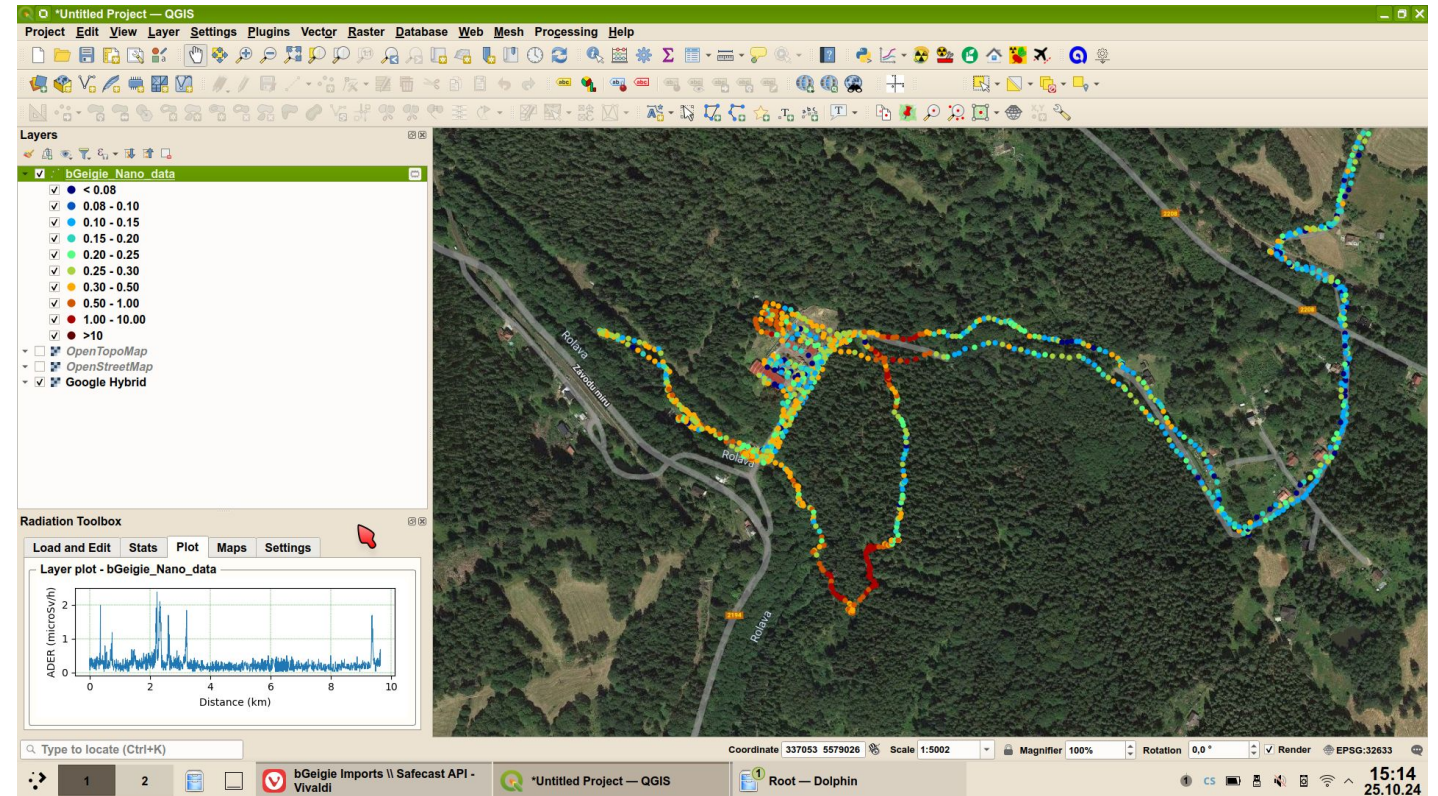 *Untitled Project — QGIS
Project Edit View Layer Settings Plugins Vector Raster Database Web Mesh Processing Help
Layers
bGeigie_Nano_data
< 0.08
0.08 - 0.10
0.10 - 0.15
0.15 - 0.20
0.20 - 0.25
0.25 - 0.30
0.30 - 0.50
0.50 - 1.00
1.00 - 10.00
>10
OpenTopoMap
OpenStreetMap
Google Hybrid
Radiation Toolbox
Load and Edit Stats Plot Maps Settings
Layer plot - bGeigie_Nano_data
ADER (microSv/h)
2
1
0
0 2 4 6 8 10
Distance (km)
2208
2208
Rolava
Závodu míru
Rolava
2194
Rolava
Type to locate (Ctrl+K)
Coordinate 337053 5579026 Scale 1:5002 Magnifier 100% Rotation 0,0 ° Render EPSG:32633
1 2 bGeigie Imports \\ Safecast API - Vivaldi *Untitled Project — QGIS 1 Root — Dolphin CS 15:14
25.10.24